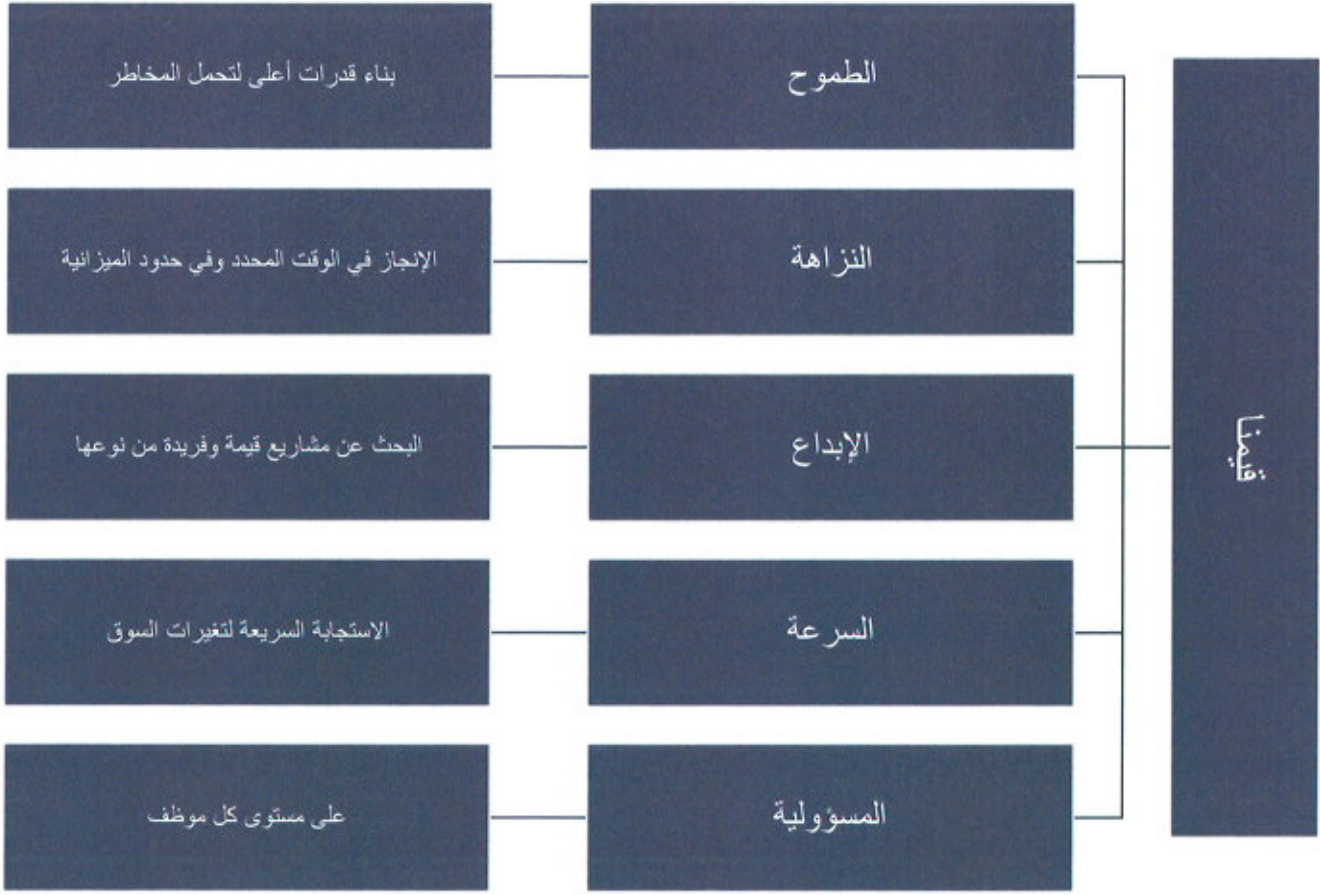 قيمنا
الطموح
بناء قدرات أعلى لتحمل المخاطر
النزاهة
الإنجاز في الوقت المحدد وفي حدود الميزانية
الإبداع
البحث عن مشاريع قيمة وفريدة من نوعها
السرعة
الاستجابة السريعة لتغيرات السوق
المسؤولية
على مستوى كل موظف